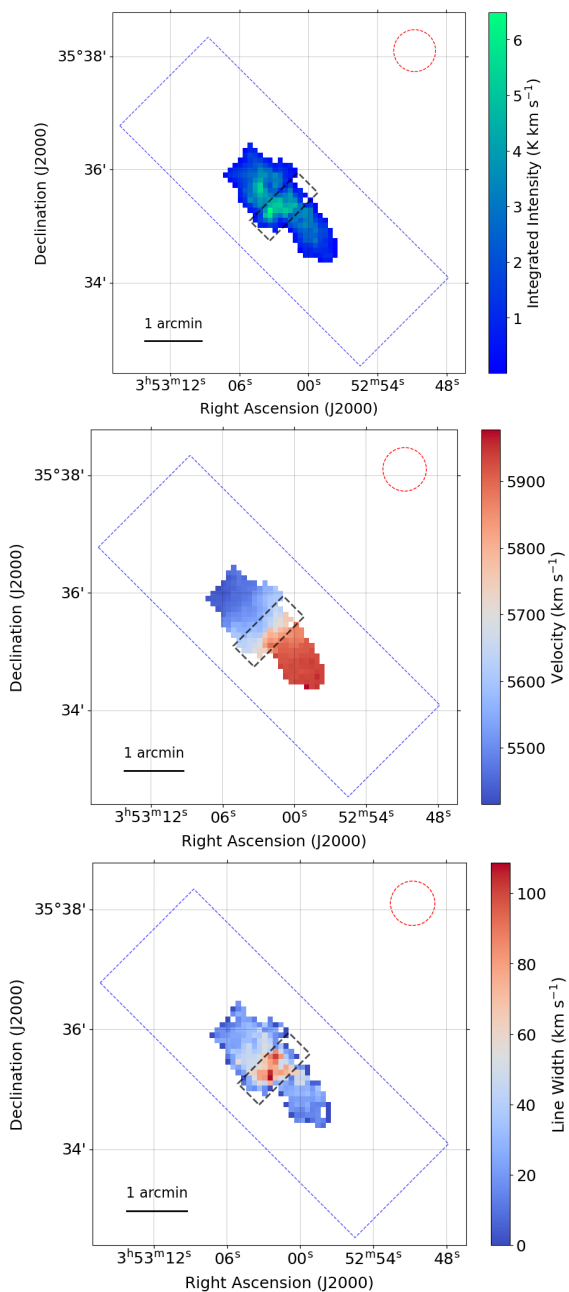 35°38'
36'
34'
Declination (J2000)
1 arcmin
3ʰ53ᵐ12ˢ 06ˢ 00ˢ 52ᵐ54ˢ 48ˢ
Right Ascension (J2000)
6
5
4
3
2
1
Integrated Intensity (K km s⁻¹)
35°38'
36'
34'
Declination (J2000)
1 arcmin
3ʰ53ᵐ12ˢ 06ˢ 00ˢ 52ᵐ54ˢ 48ˢ
Right Ascension (J2000)
5900
5800
5700
5600
5500
Velocity (km s⁻¹)
35°38'
36'
34'
Declination (J2000)
1 arcmin
3ʰ53ᵐ12ˢ 06ˢ 00ˢ 52ᵐ54ˢ 48ˢ
Right Ascension (J2000)
100
80
60
40
20
0
Line Width (km s⁻¹)